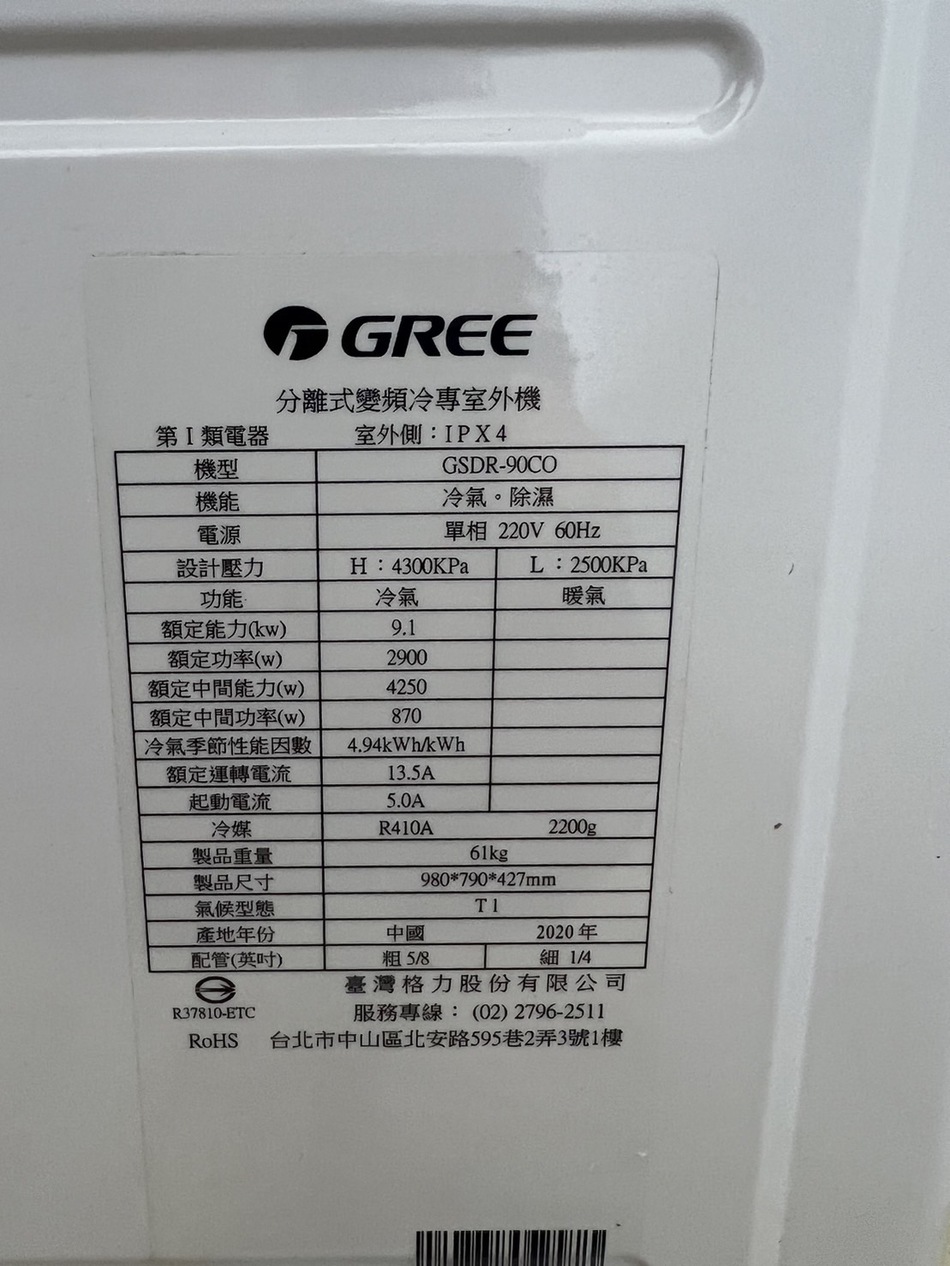 GREE
分離式變頻冷專室外機
第 I 類電器 室外側：IPX4
機型 GSDR-90CO
機能 冷氣。除濕
電源 單相 220V 60Hz
設計壓力 H：4300KPa L：2500KPa
功能 冷氣 暖氣
額定能力(kw) 9.1
額定功率(w) 2900
額定中間能力(w) 4250
額定中間功率(w) 870
冷氣季節性能因數 4.94kWh/kWh
額定運轉電流 13.5A
起動電流 5.0A
冷媒 R410A 2200g
製品重量 61kg
製品尺寸 980*790*427mm
氣候型態 T1
產地年份 中國 2020年
配管(英吋) 粗 5/8 細 1/4
臺灣格力股份有限公司
R37810-ETC 服務專線： (02) 2796-2511
RoHS 台北市中山區北安路595巷2弄3號1樓